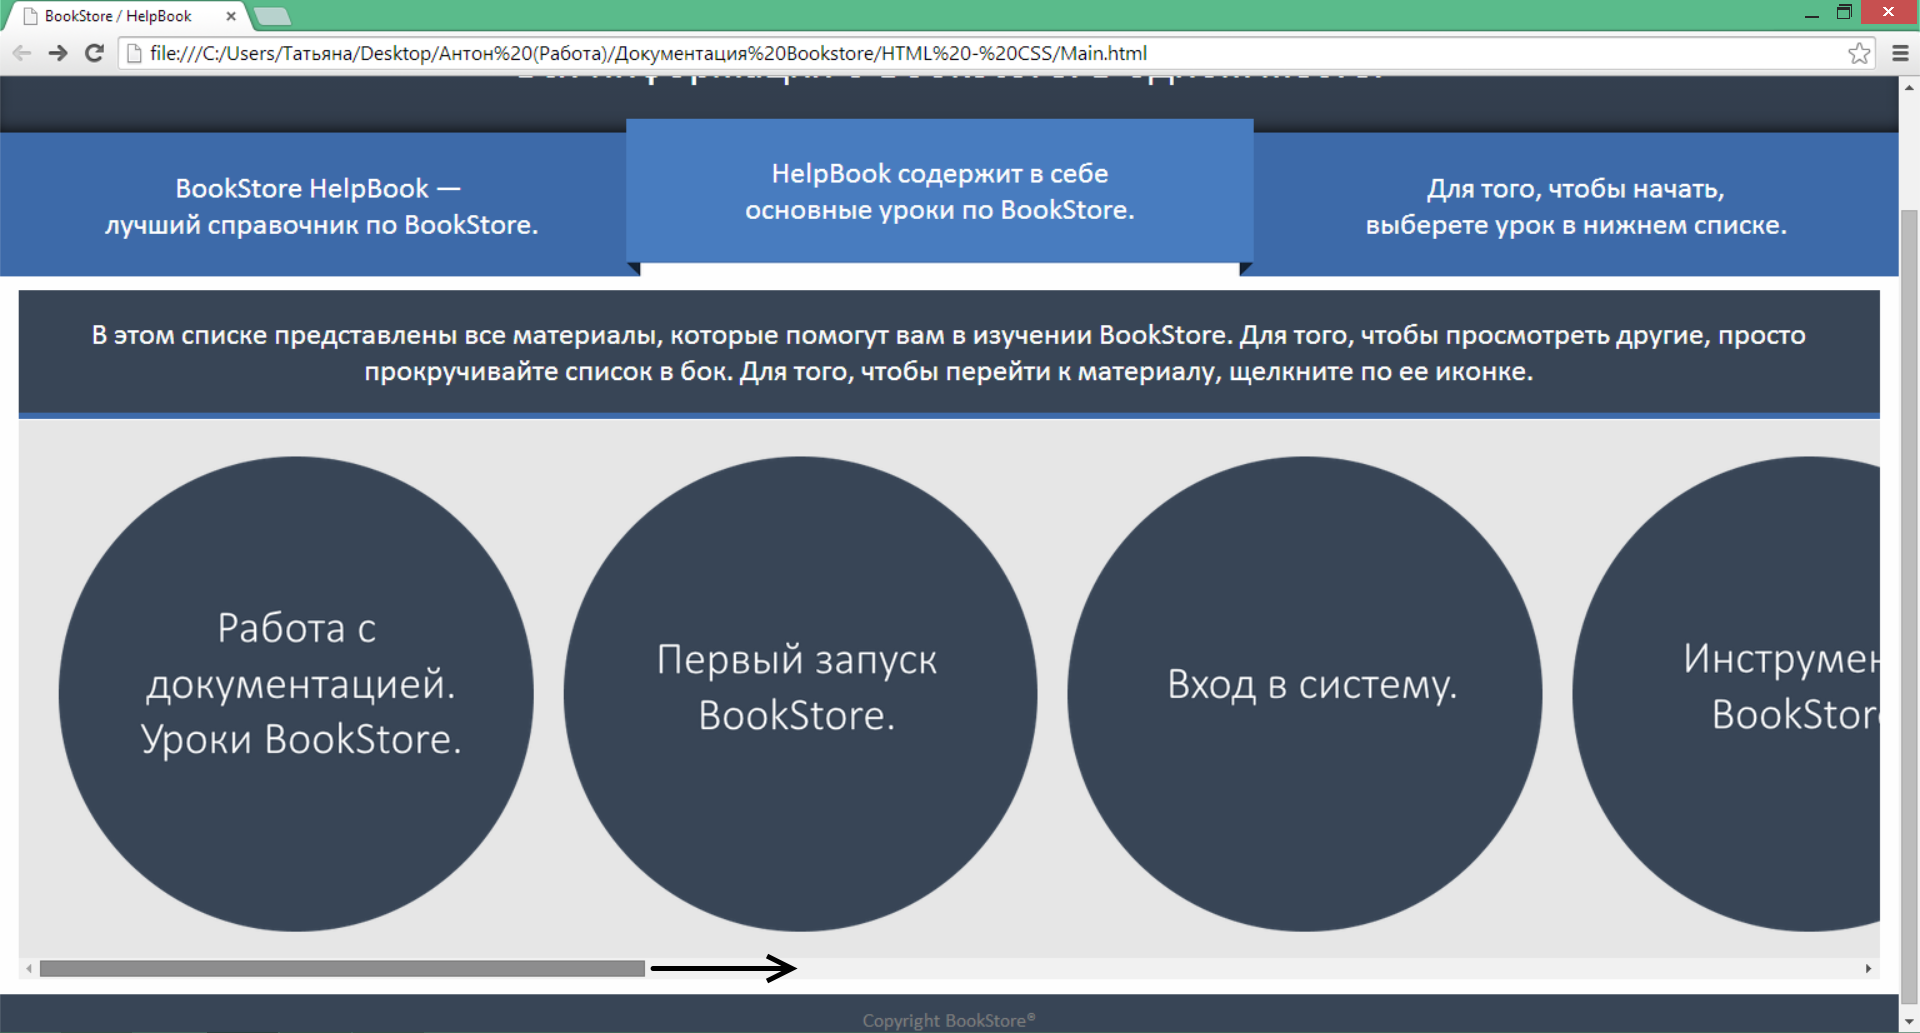 BookStore / HelpBook
file:///C:/Users/Татьяна/Desktop/Антон%20(Работа)/Документация%20Bookstore/HTML%20-%20CSS/Main.html
BookStore HelpBook —
лучший справочник по BookStore.
HelpBook содержит в себе
основные уроки по BookStore.
Для того, чтобы начать,
выберете урок в нижнем списке.
В этом списке представлены все материалы, которые помогут вам в изучении BookStore. Для того, чтобы просмотреть другие, просто
прокручивайте список в бок. Для того, чтобы перейти к материалу, щелкните по ее иконке.
Работа с
документацией.
Уроки BookStore.
Первый запуск
BookStore.
Вход в систему.
Инструмен
BookStor
Copyright BookStore®